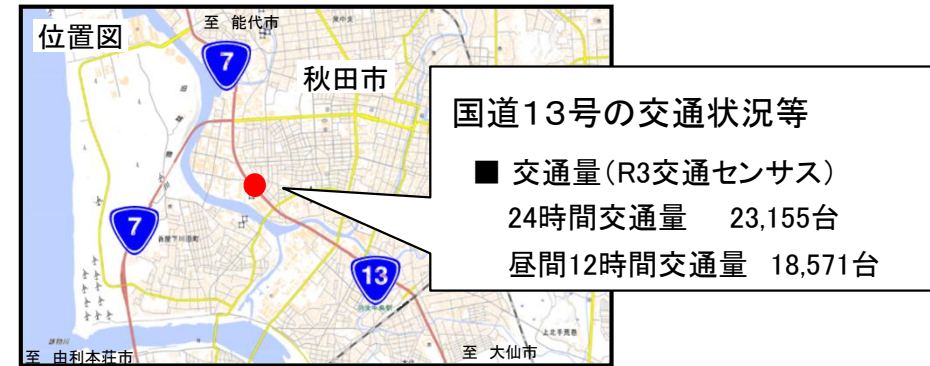 位置図
至 能代市
7
秋田市
国道13号の交通状況等
■ 交通量(R3交通センサス)
24時間交通量 23,155台
昼間12時間交通量 18,571台
7
13
至 由利本荘市
至 大仙市